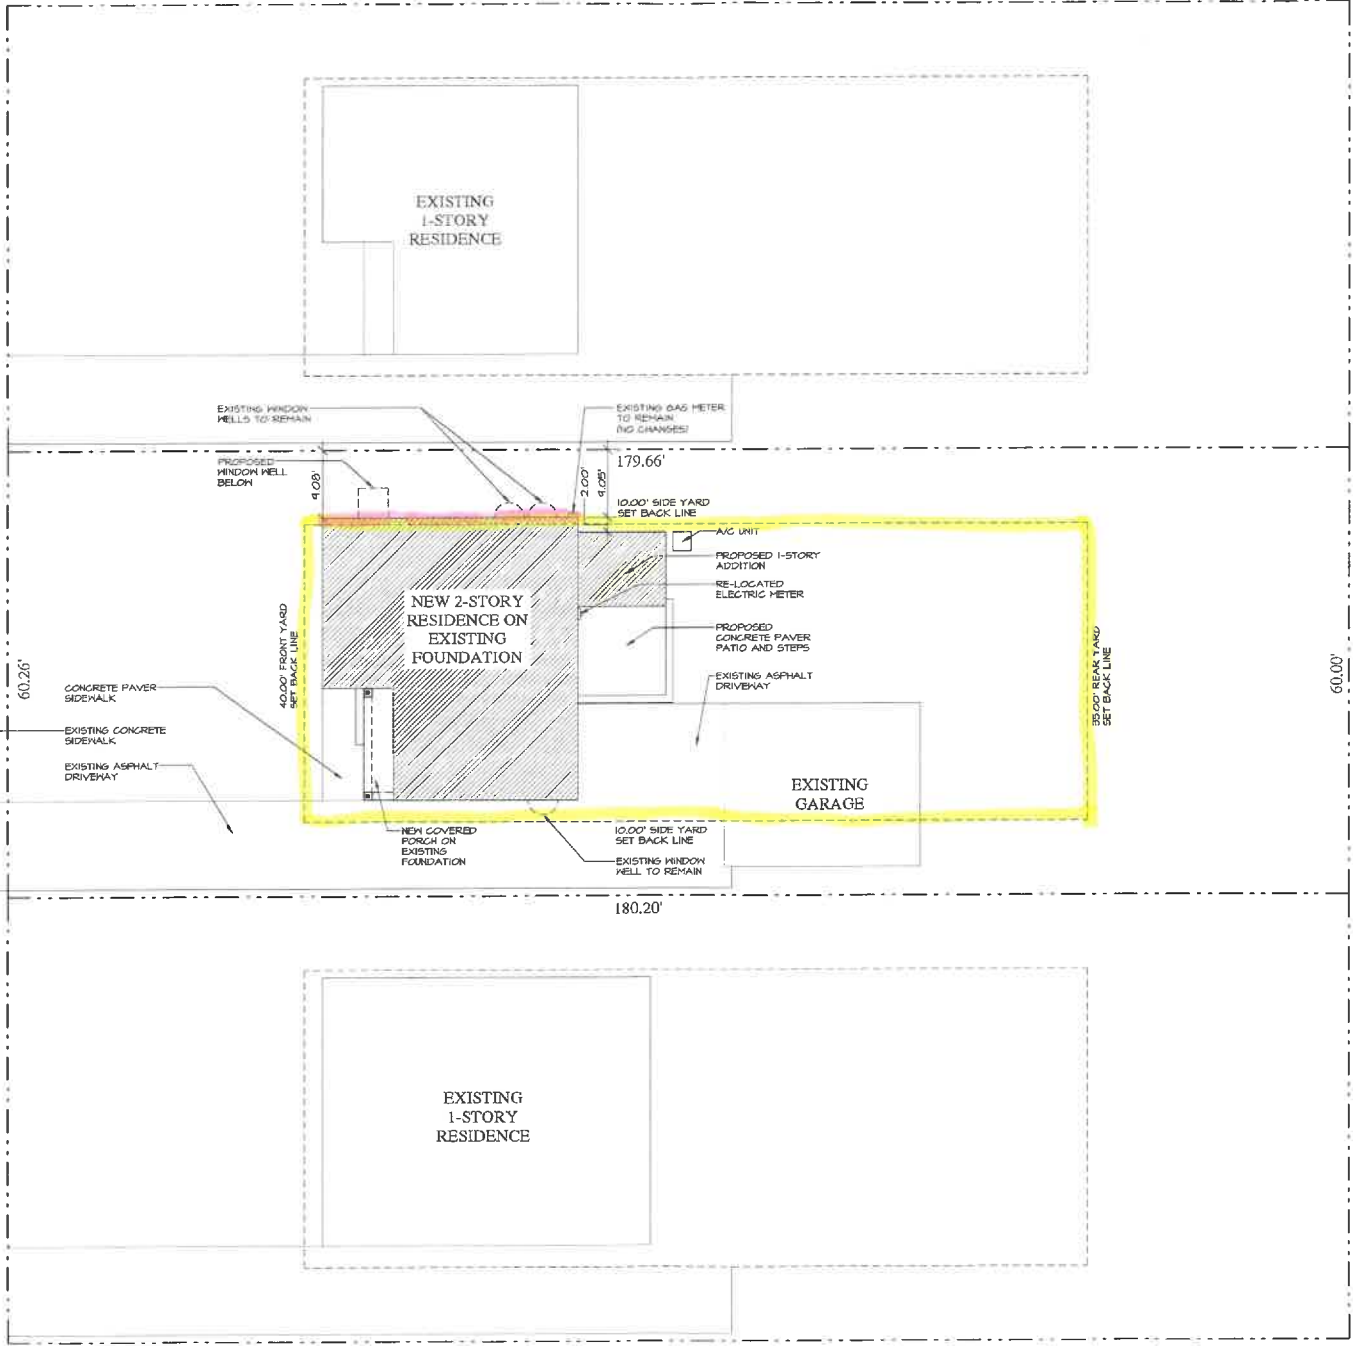 EXISTING
1-STORY
RESIDENCE
EXISTING WINDOW
WELLS TO REMAIN
EXISTING GAS METER
TO REMAIN
(NO CHANGES)
PROPOSED
WINDOW WELL
BELOW
179.66'
2.00'
10.00' SIDE YARD
SET BACK LINE
A/C UNIT
PROPOSED 1-STORY
ADDITION
RE-LOCATED
ELECTRIC METER
NEW 2-STORY
RESIDENCE ON
EXISTING
FOUNDATION
PROPOSED
CONCRETE PAVER
PATIO AND STEPS
40.00' FRONT YARD
SET BACK LINE
35.00' REAR YARD
SET BACK LINE
60.26'
60.00'
EXISTING ASPHALT
DRIVEWAY
CONCRETE PAVER
SIDEWALK
EXISTING CONCRETE
SIDEWALK
EXISTING ASPHALT
DRIVEWAY
EXISTING
GARAGE
NEW COVERED
PORCH ON
EXISTING
FOUNDATION
10.00' SIDE YARD
SET BACK LINE
EXISTING WINDOW
WELL TO REMAIN
180.20'
EXISTING
1-STORY
RESIDENCE